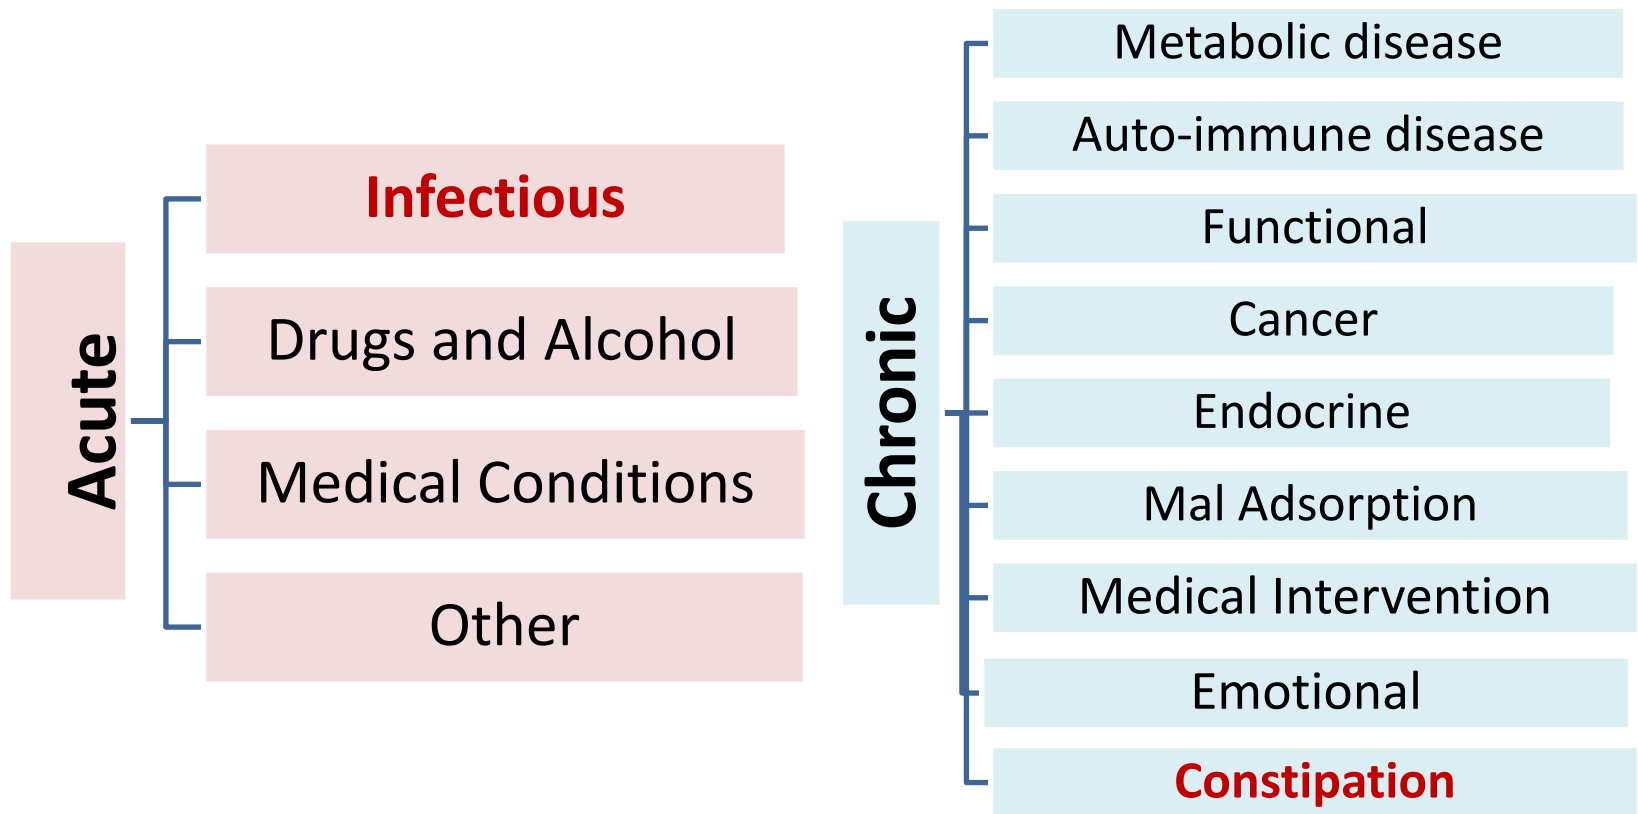 Acute
Infectious
Drugs and Alcohol
Medical Conditions
Other
Chronic
Metabolic disease
Auto-immune disease
Functional
Cancer
Endocrine
Mal Adsorption
Medical Intervention
Emotional
Constipation